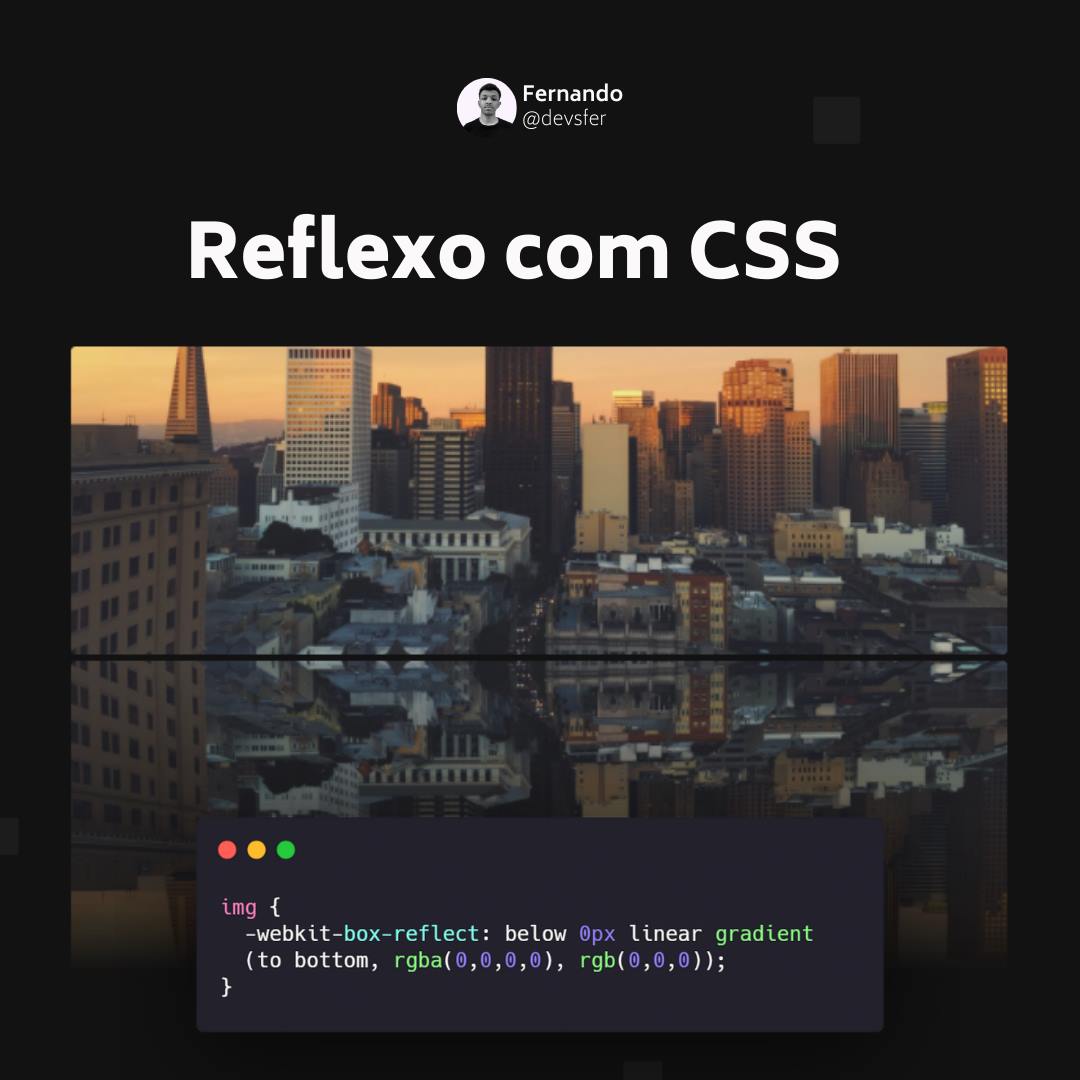 Fernando
@devsfer
Reflexo com CSS
img {
  -webkit-box-reflect: below 0px linear gradient
  (to bottom, rgba(0,0,0,0), rgb(0,0,0));
}